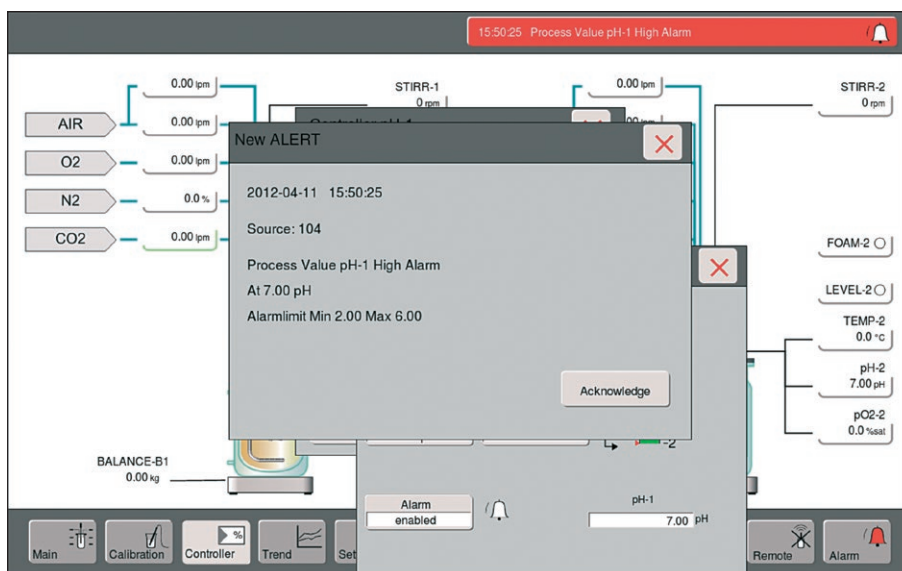 15:50:25 Process Value pH-1 High Alarm
0.00 lpm
STIRR-1
0 rpm
0.00 lpm
STIRR-2
0 rpm
AIR
0.00 lpm
Controller pH-1
New ALERT
O2
0.00 lpm
N2
0.0 %
CO2
0.00 lpm
2012-04-11 15:50:25
Source: 104
Process Value pH-1 High Alarm
At 7.00 pH
Alarmlimit Min 2.00 Max 6.00
Acknowledge
FOAM-2
LEVEL-2
TEMP-2
0.0 °C
pH-2
7.00 pH
pO2-2
0.0 %sat
-2
BALANCE-B1
0.00 kg
Alarm
enabled
pH-1
7.00 pH
Main
Calibration
%
Controller
Trend
Set
Remote
Alarm